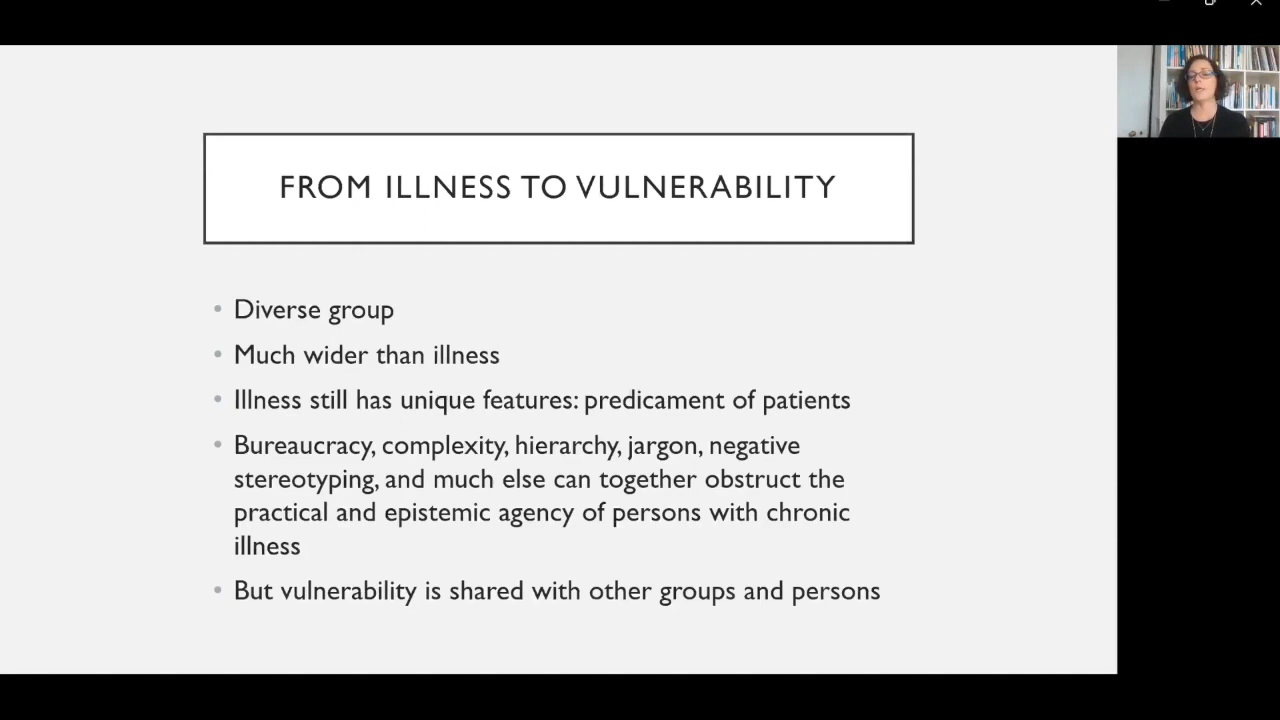 FROM ILLNESS TO VULNERABILITY
• Diverse group
• Much wider than illness
• Illness still has unique features: predicament of patients
• Bureaucracy, complexity, hierarchy, jargon, negative
stereotyping, and much else can together obstruct the
practical and epistemic agency of persons with chronic
illness
• But vulnerability is shared with other groups and persons